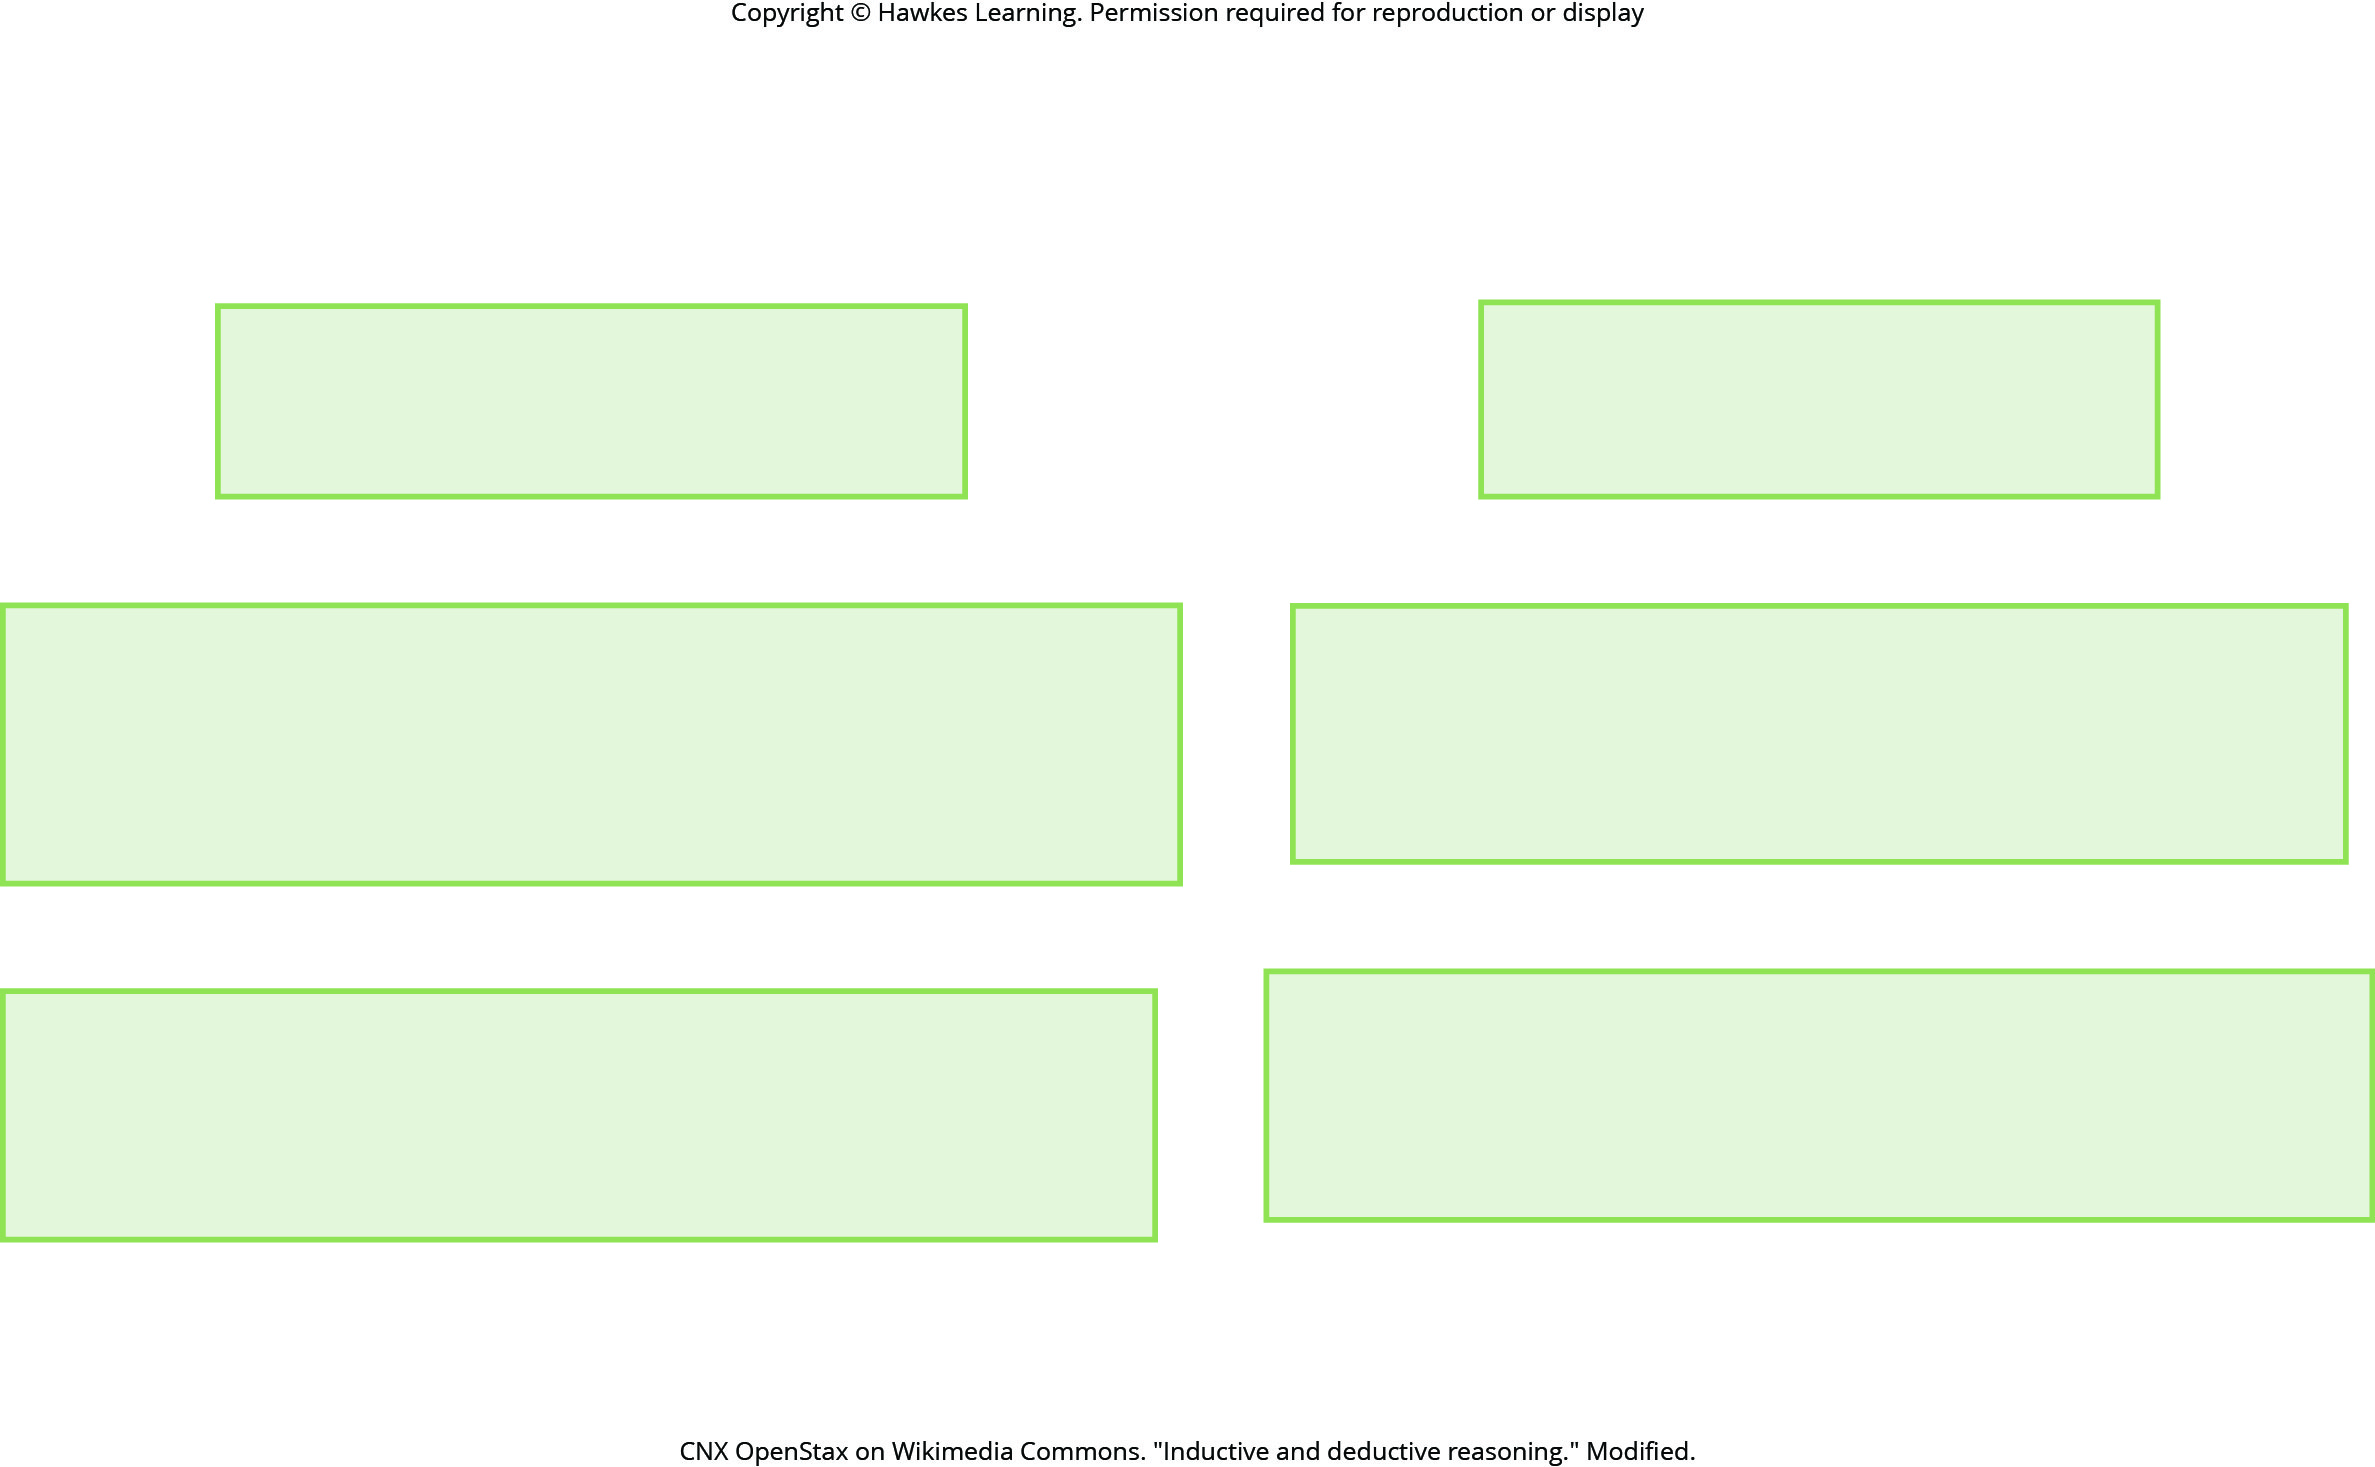 Copyright © Hawkes Learning. Permission required for reproduction or display
CNX OpenStax on Wikimedia Commons. "Inductive and deductive reasoning." Modified.